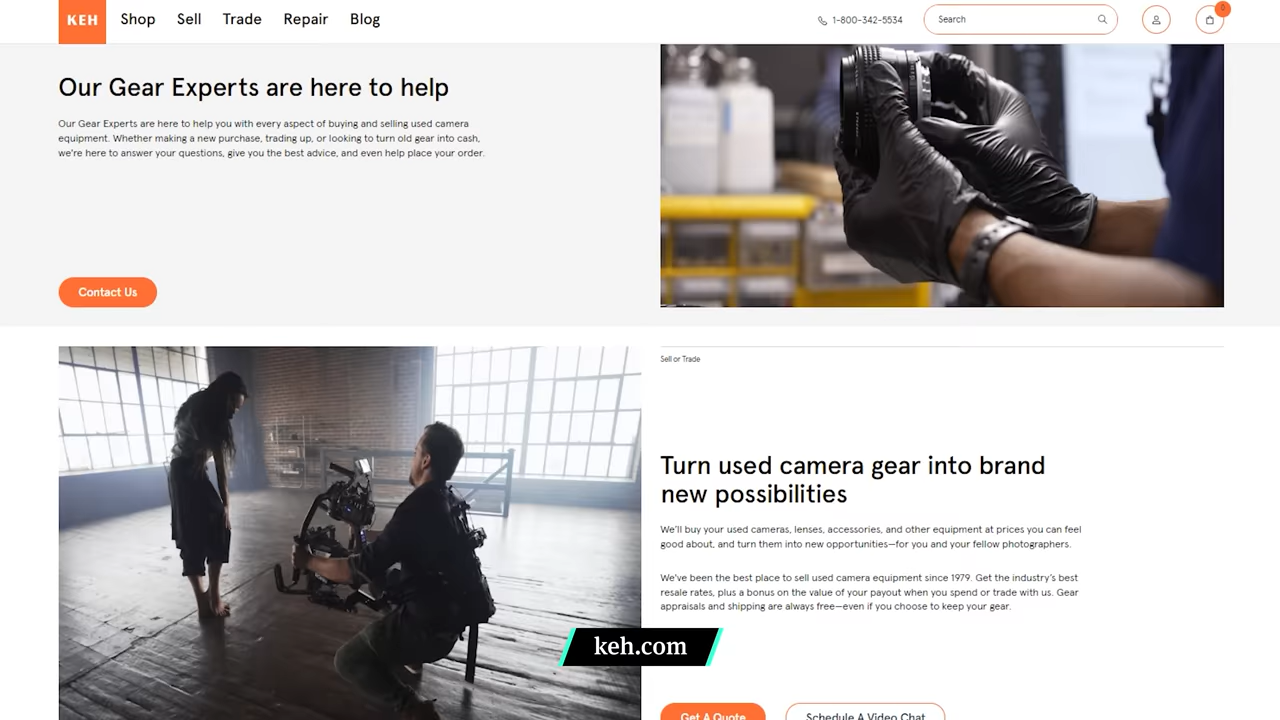 KEH
Shop
Sell
Trade
Repair
Blog
1-800-342-5534
Search
0
Our Gear Experts are here to help
Our Gear Experts are here to help you with every aspect of buying and selling used camera
equipment. Whether making a new purchase, trading up, or looking to turn old gear into cash,
we're here to answer your questions, give you the best advice, and even help place your order.
Contact Us
Sell or Trade
Turn used camera gear into brand
new possibilities
We'll buy your used cameras, lenses, accessories, and other equipment at prices you can feel
good about, and turn them into new opportunities—for you and your fellow photographers.
We've been the best place to sell used camera equipment since 1979. Get the industry's best
resale rates, plus a bonus on the value of your payout when you spend or trade with us. Gear
appraisals and shipping are always free—even if you choose to keep your gear.
keh.com
Get A Quote
Schedule A Video Chat